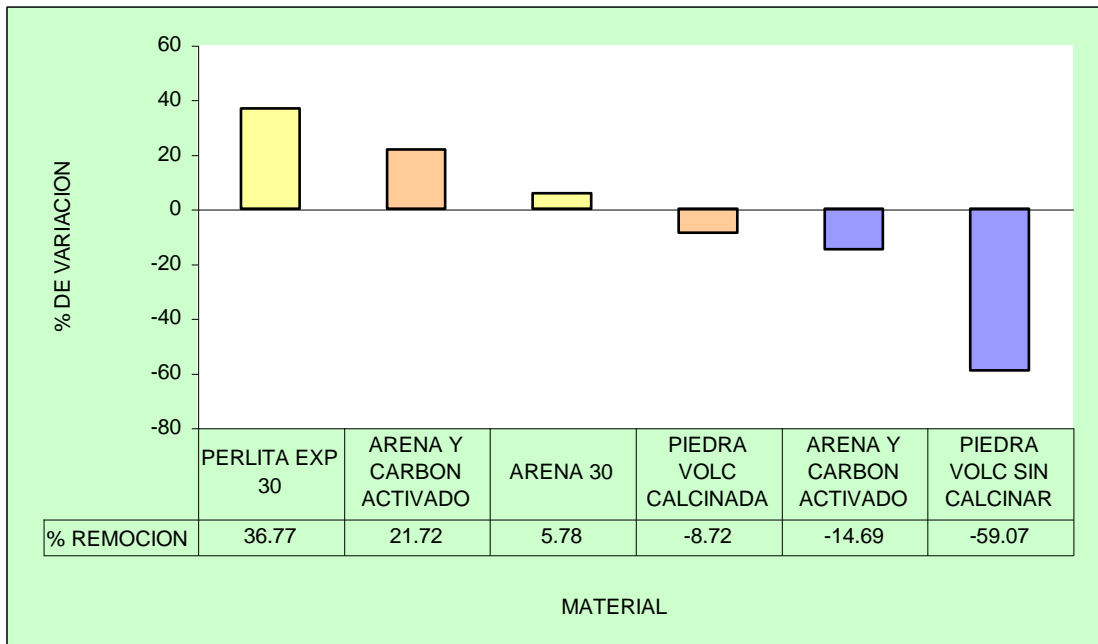 60
40
20
0
-20
-40
-60
-80
% DE VARIACION
PERLITA EXP
30
ARENA Y
CARBON
ACTIVADO
ARENA 30
PIEDRA
VOLC
CALCINADA
ARENA Y
CARBON
ACTIVADO
PIEDRA
VOLC SIN
CALCINAR
% REMOCION 36.77 21.72 5.78 -8.72 -14.69 -59.07
MATERIAL